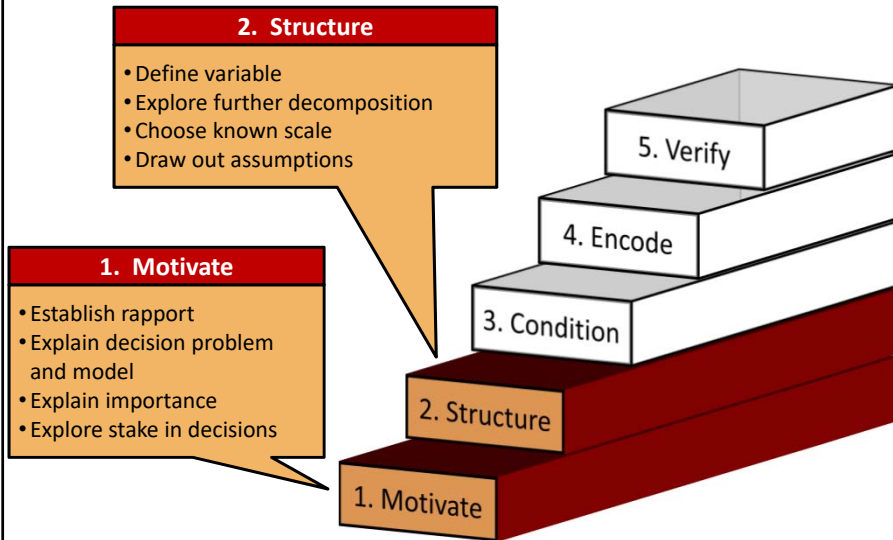 2. Structure
• Define variable
• Explore further decomposition
• Choose known scale
• Draw out assumptions
1. Motivate
• Establish rapport
• Explain decision problem
and model
• Explain importance
• Explore stake in decisions
5. Verify
4. Encode
3. Condition
2. Structure
1. Motivate